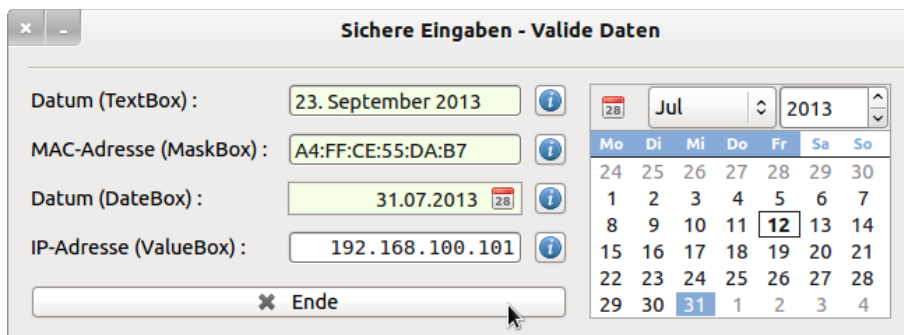 Sichere Eingaben - Valide Daten
Datum (TextBox) : 23. September 2013
MAC-Adresse (MaskBox) : A4:FF:CE:55:DA:B7
Datum (DateBox) : 31.07.2013 28
IP-Adresse (ValueBox) : 192.168.100.101
Ende
28 Jul 2013
Mo Di Mi Do Fr Sa So
24 25 26 27 28 29 30
1 2 3 4 5 6 7
8 9 10 11 12 13 14
15 16 17 18 19 20 21
22 23 24 25 26 27 28
29 30 31 1 2 3 4